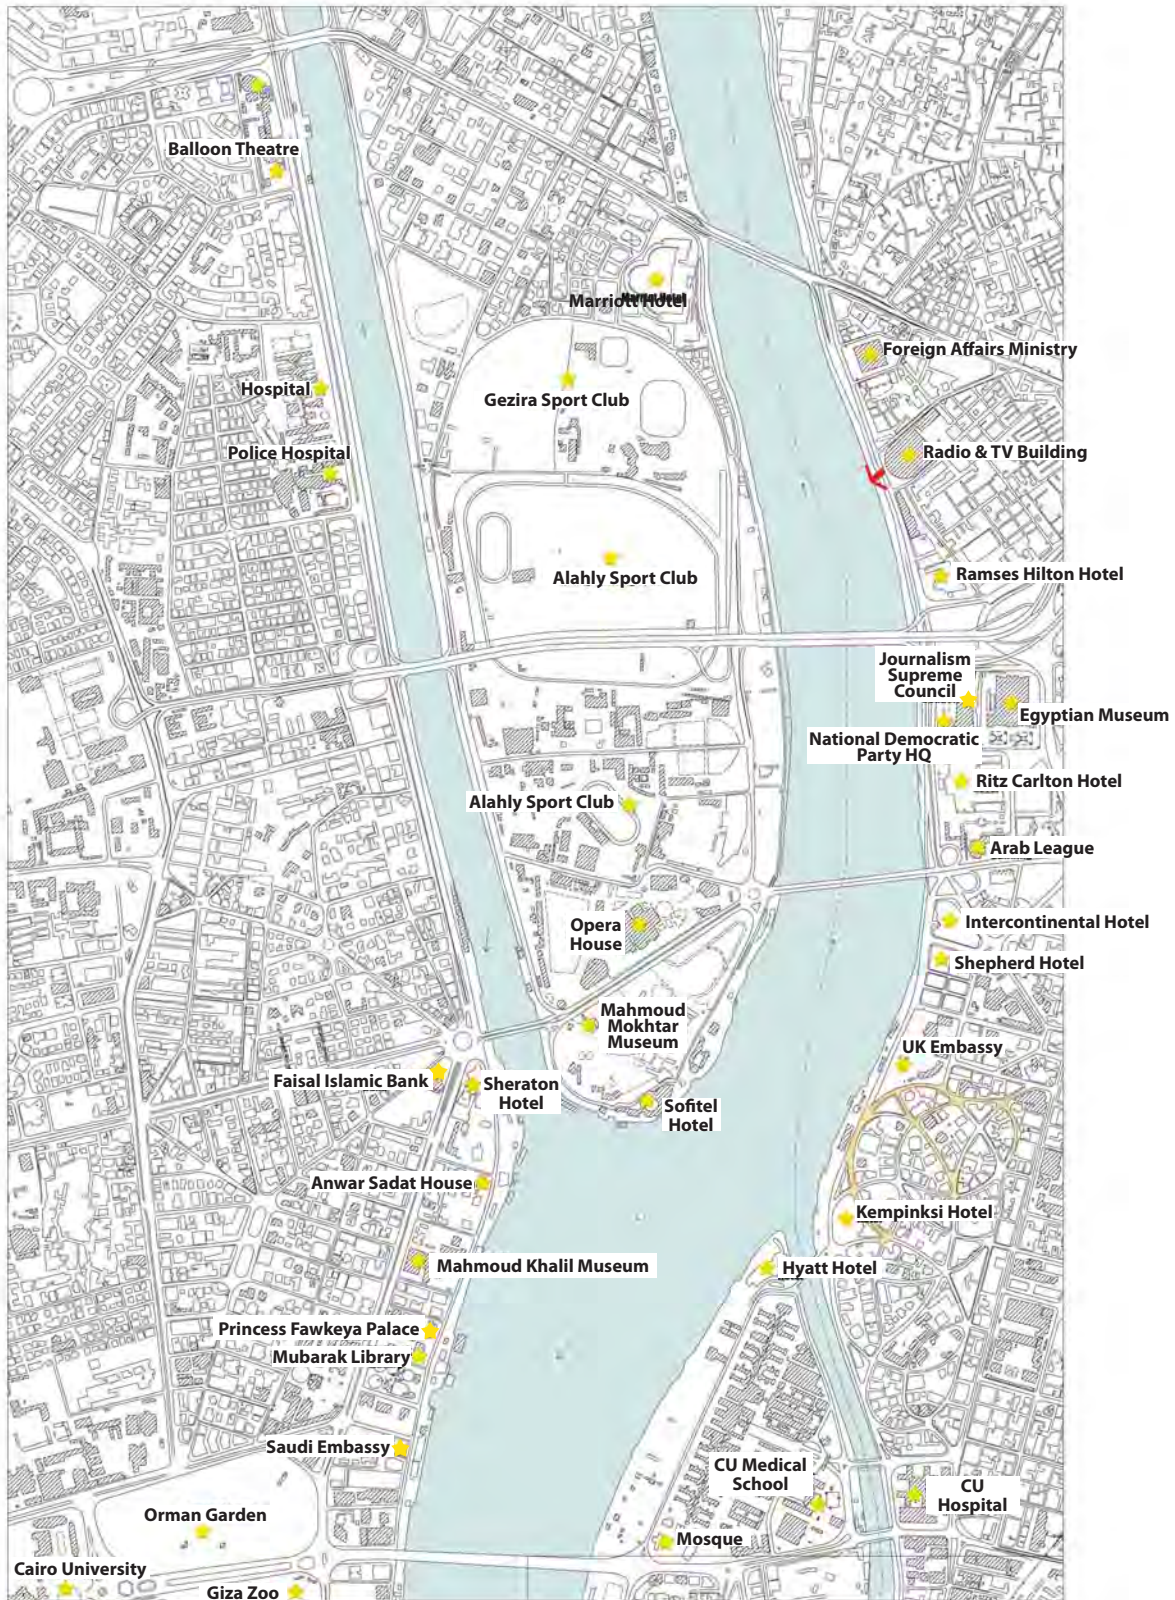 Balloon Theatre
Marriott Hotel
Foreign Affairs Ministry
Hospital
Gezira Sport Club
Police Hospital
Radio & TV Building
Alahly Sport Club
Ramses Hilton Hotel
Journalism
Supreme
Council
Egyptian Museum
National Democratic
Party HQ
Ritz Carlton Hotel
Alahly Sport Club
Arab League
Opera
House
Intercontinental Hotel
Shepherd Hotel
Mahmoud
Mokhtar
Museum
UK Embassy
Faisal Islamic Bank
Sheraton
Hotel
Sofitel
Hotel
Anwar Sadat House
Kempinksi Hotel
Mahmoud Khalil Museum
Hyatt Hotel
Princess Fawkeya Palace
Mubarak Library
Saudi Embassy
CU Medical
School
CU
Hospital
Orman Garden
Mosque
Cairo University
Giza Zoo